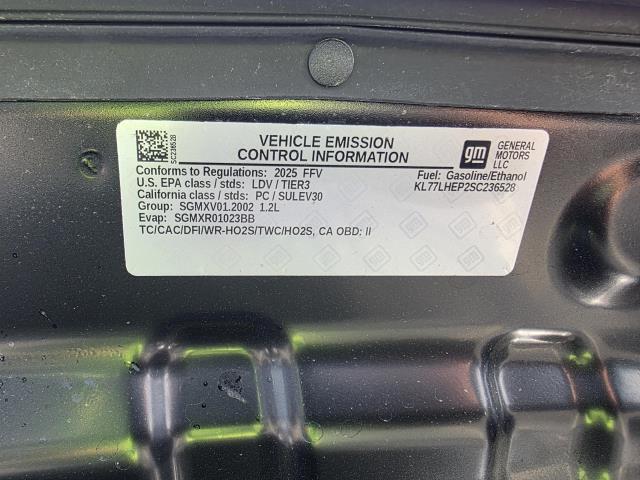 SC236528
VEHICLE EMISSION
CONTROL INFORMATION
gm
GENERAL
MOTORS
LLC
Conforms to Regulations: 2025 FFV
Fuel: Gasoline/Ethanol
U.S. EPA class / stds: LDV / TIER3
KL77LHEP2SC236528
California class / stds: PC / SULEV30
Group: SGMXV01.2002 1.2L
Evap: SGMXR01023BB
TC/CAC/DFI/WR-HO2S/TWC/HO2S, CA OBD: II